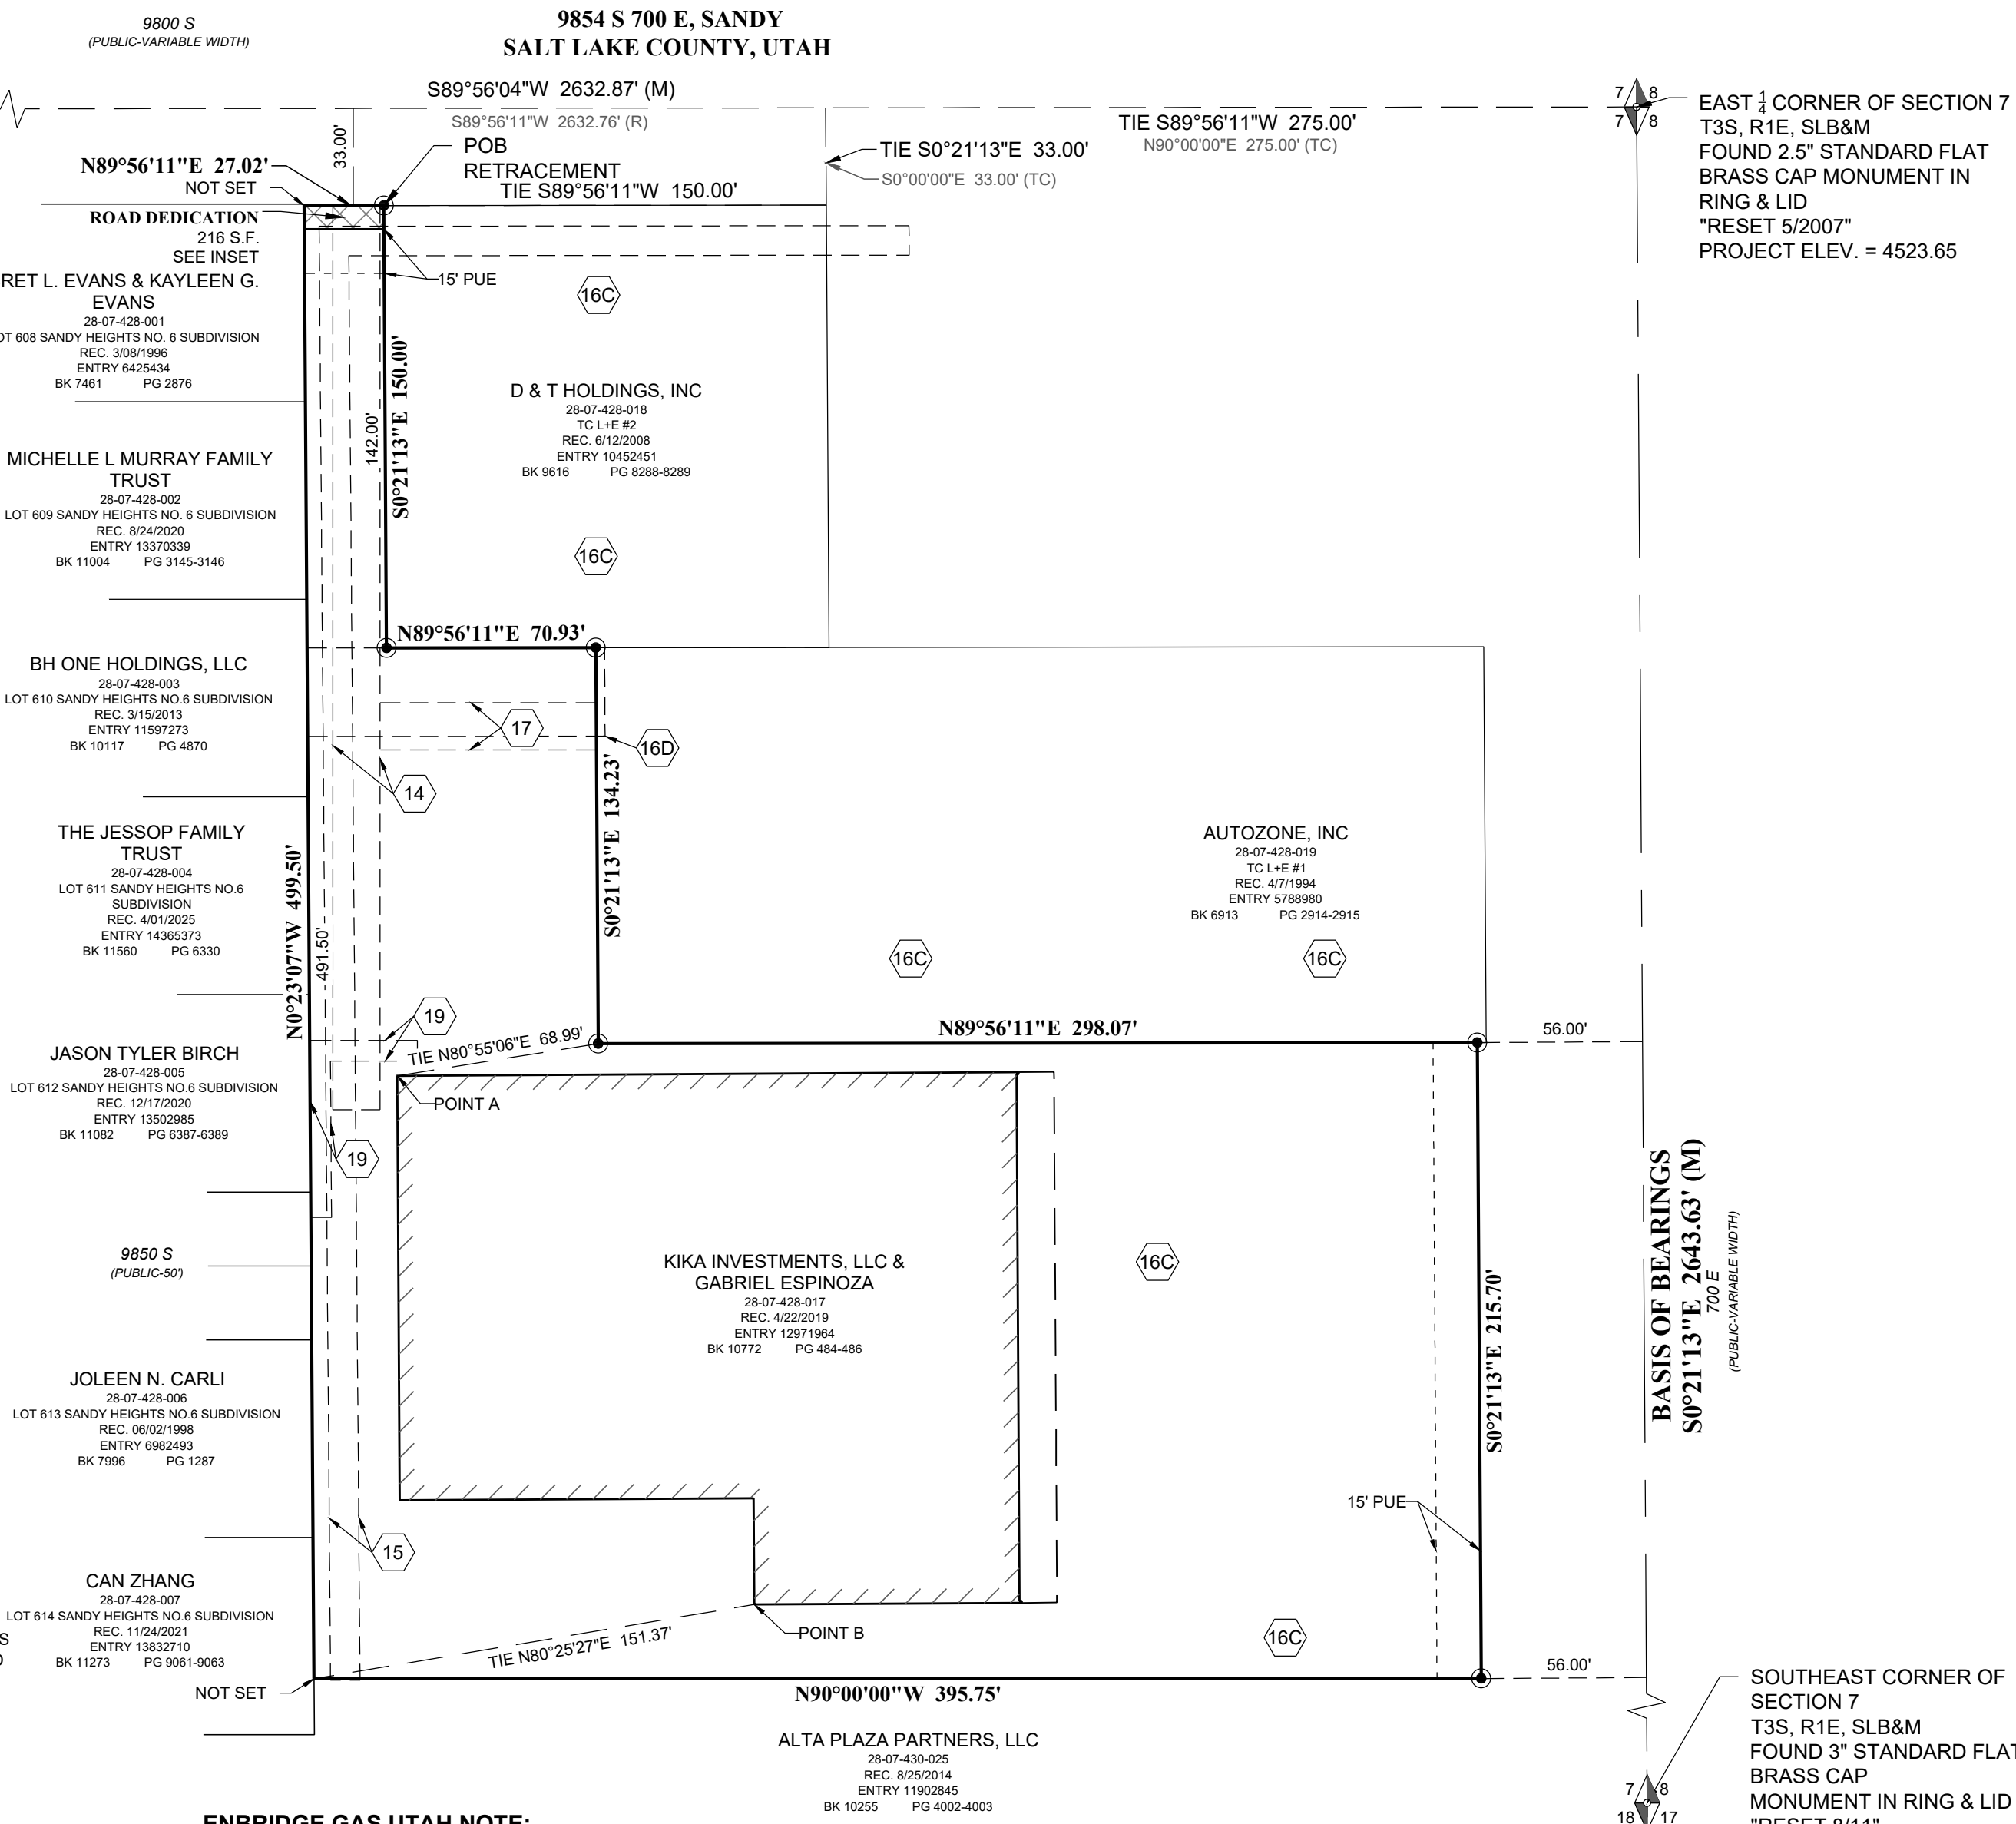 9854 S 700 E, SANDY
SALT LAKE COUNTY, UTAH
9800 S
(PUBLIC-VARIABLE WIDTH)
S89°56'04"W 2632.87' (M)
S89°56'11"W 2632.76' (R)
33.00'
POB
RETRACEMENT
TIE S89°56'11"W 150.00'
TIE S0°21'13"E 33.00'
S0°00'00"E 33.00' (TC)
TIE S89°56'11"W 275.00'
N90°00'00"E 275.00' (TC)
7 8
7 8
EAST 1/4 CORNER OF SECTION 7
T3S, R1E, SLB&M
FOUND 2.5" STANDARD FLAT
BRASS CAP MONUMENT IN
RING & LID
"RESET 5/2007"
PROJECT ELEV. = 4523.65
N89°56'11"E 27.02'
NOT SET
ROAD DEDICATION
216 S.F.
SEE INSET
15' PUE
RET L. EVANS & KAYLEEN G.
EVANS
28-07-428-001
OT 608 SANDY HEIGHTS NO. 6 SUBDIVISION
REC. 3/08/1996
ENTRY 6425434
BK 7461 PG 2876
16C
S0°21'13"E 150.00'
142.00'
D & T HOLDINGS, INC
28-07-428-018
TC L+E #2
REC. 6/12/2008
ENTRY 10452451
BK 9616 PG 8288-8289
16C
MICHELLE L MURRAY FAMILY
TRUST
28-07-428-002
LOT 609 SANDY HEIGHTS NO. 6 SUBDIVISION
REC. 8/24/2020
ENTRY 13370339
BK 11004 PG 3145-3146
N89°56'11"E 70.93'
BH ONE HOLDINGS, LLC
28-07-428-003
LOT 610 SANDY HEIGHTS NO.6 SUBDIVISION
REC. 3/15/2013
ENTRY 11597273
BK 10117 PG 4870
17
16D
14
S0°21'13"E 134.23'
THE JESSOP FAMILY
TRUST
28-07-428-004
LOT 611 SANDY HEIGHTS NO.6
SUBDIVISION
REC. 4/01/2025
ENTRY 14365373
BK 11560 PG 6330
N0°23'07"W 499.50'
491.50'
AUTOZONE, INC
28-07-428-019
TC L+E #1
REC. 4/7/1994
ENTRY 5788980
BK 6913 PG 2914-2915
16C
16C
19
TIE N80°55'06"E 68.99'
N89°56'11"E 298.07'
56.00'
JASON TYLER BIRCH
28-07-428-005
LOT 612 SANDY HEIGHTS NO.6 SUBDIVISION
REC. 12/17/2020
ENTRY 13502985
BK 11082 PG 6387-6389
POINT A
19
9850 S
(PUBLIC-50')
KIKA INVESTMENTS, LLC &
GABRIEL ESPINOZA
28-07-428-017
REC. 4/22/2019
ENTRY 12971964
BK 10772 PG 484-486
16C
S0°21'13"E 215.70'
BASIS OF BEARINGS
S0°21'13"E 2643.63' (M)
700 E
(PUBLIC-VARIABLE WIDTH)
JOLEEN N. CARLI
28-07-428-006
LOT 613 SANDY HEIGHTS NO.6 SUBDIVISION
REC. 06/02/1998
ENTRY 6982493
BK 7996 PG 1287
15' PUE
15
CAN ZHANG
28-07-428-007
LOT 614 SANDY HEIGHTS NO.6 SUBDIVISION
REC. 11/24/2021
ENTRY 13832710
BK 11273 PG 9061-9063
S
TIE N80°25'27"E 151.37'
POINT B
16C
56.00'
NOT SET
N90°00'00"W 395.75'
ALTA PLAZA PARTNERS, LLC
28-07-430-025
REC. 8/25/2014
ENTRY 11902845
BK 10255 PG 4002-4003
SOUTHEAST CORNER OF
SECTION 7
T3S, R1E, SLB&M
FOUND 3" STANDARD FLAT
BRASS CAP
MONUMENT IN RING & LID
"RESET 8/11"
7 8
18 17
ENBRIDGE GAS UTAH NOTE: